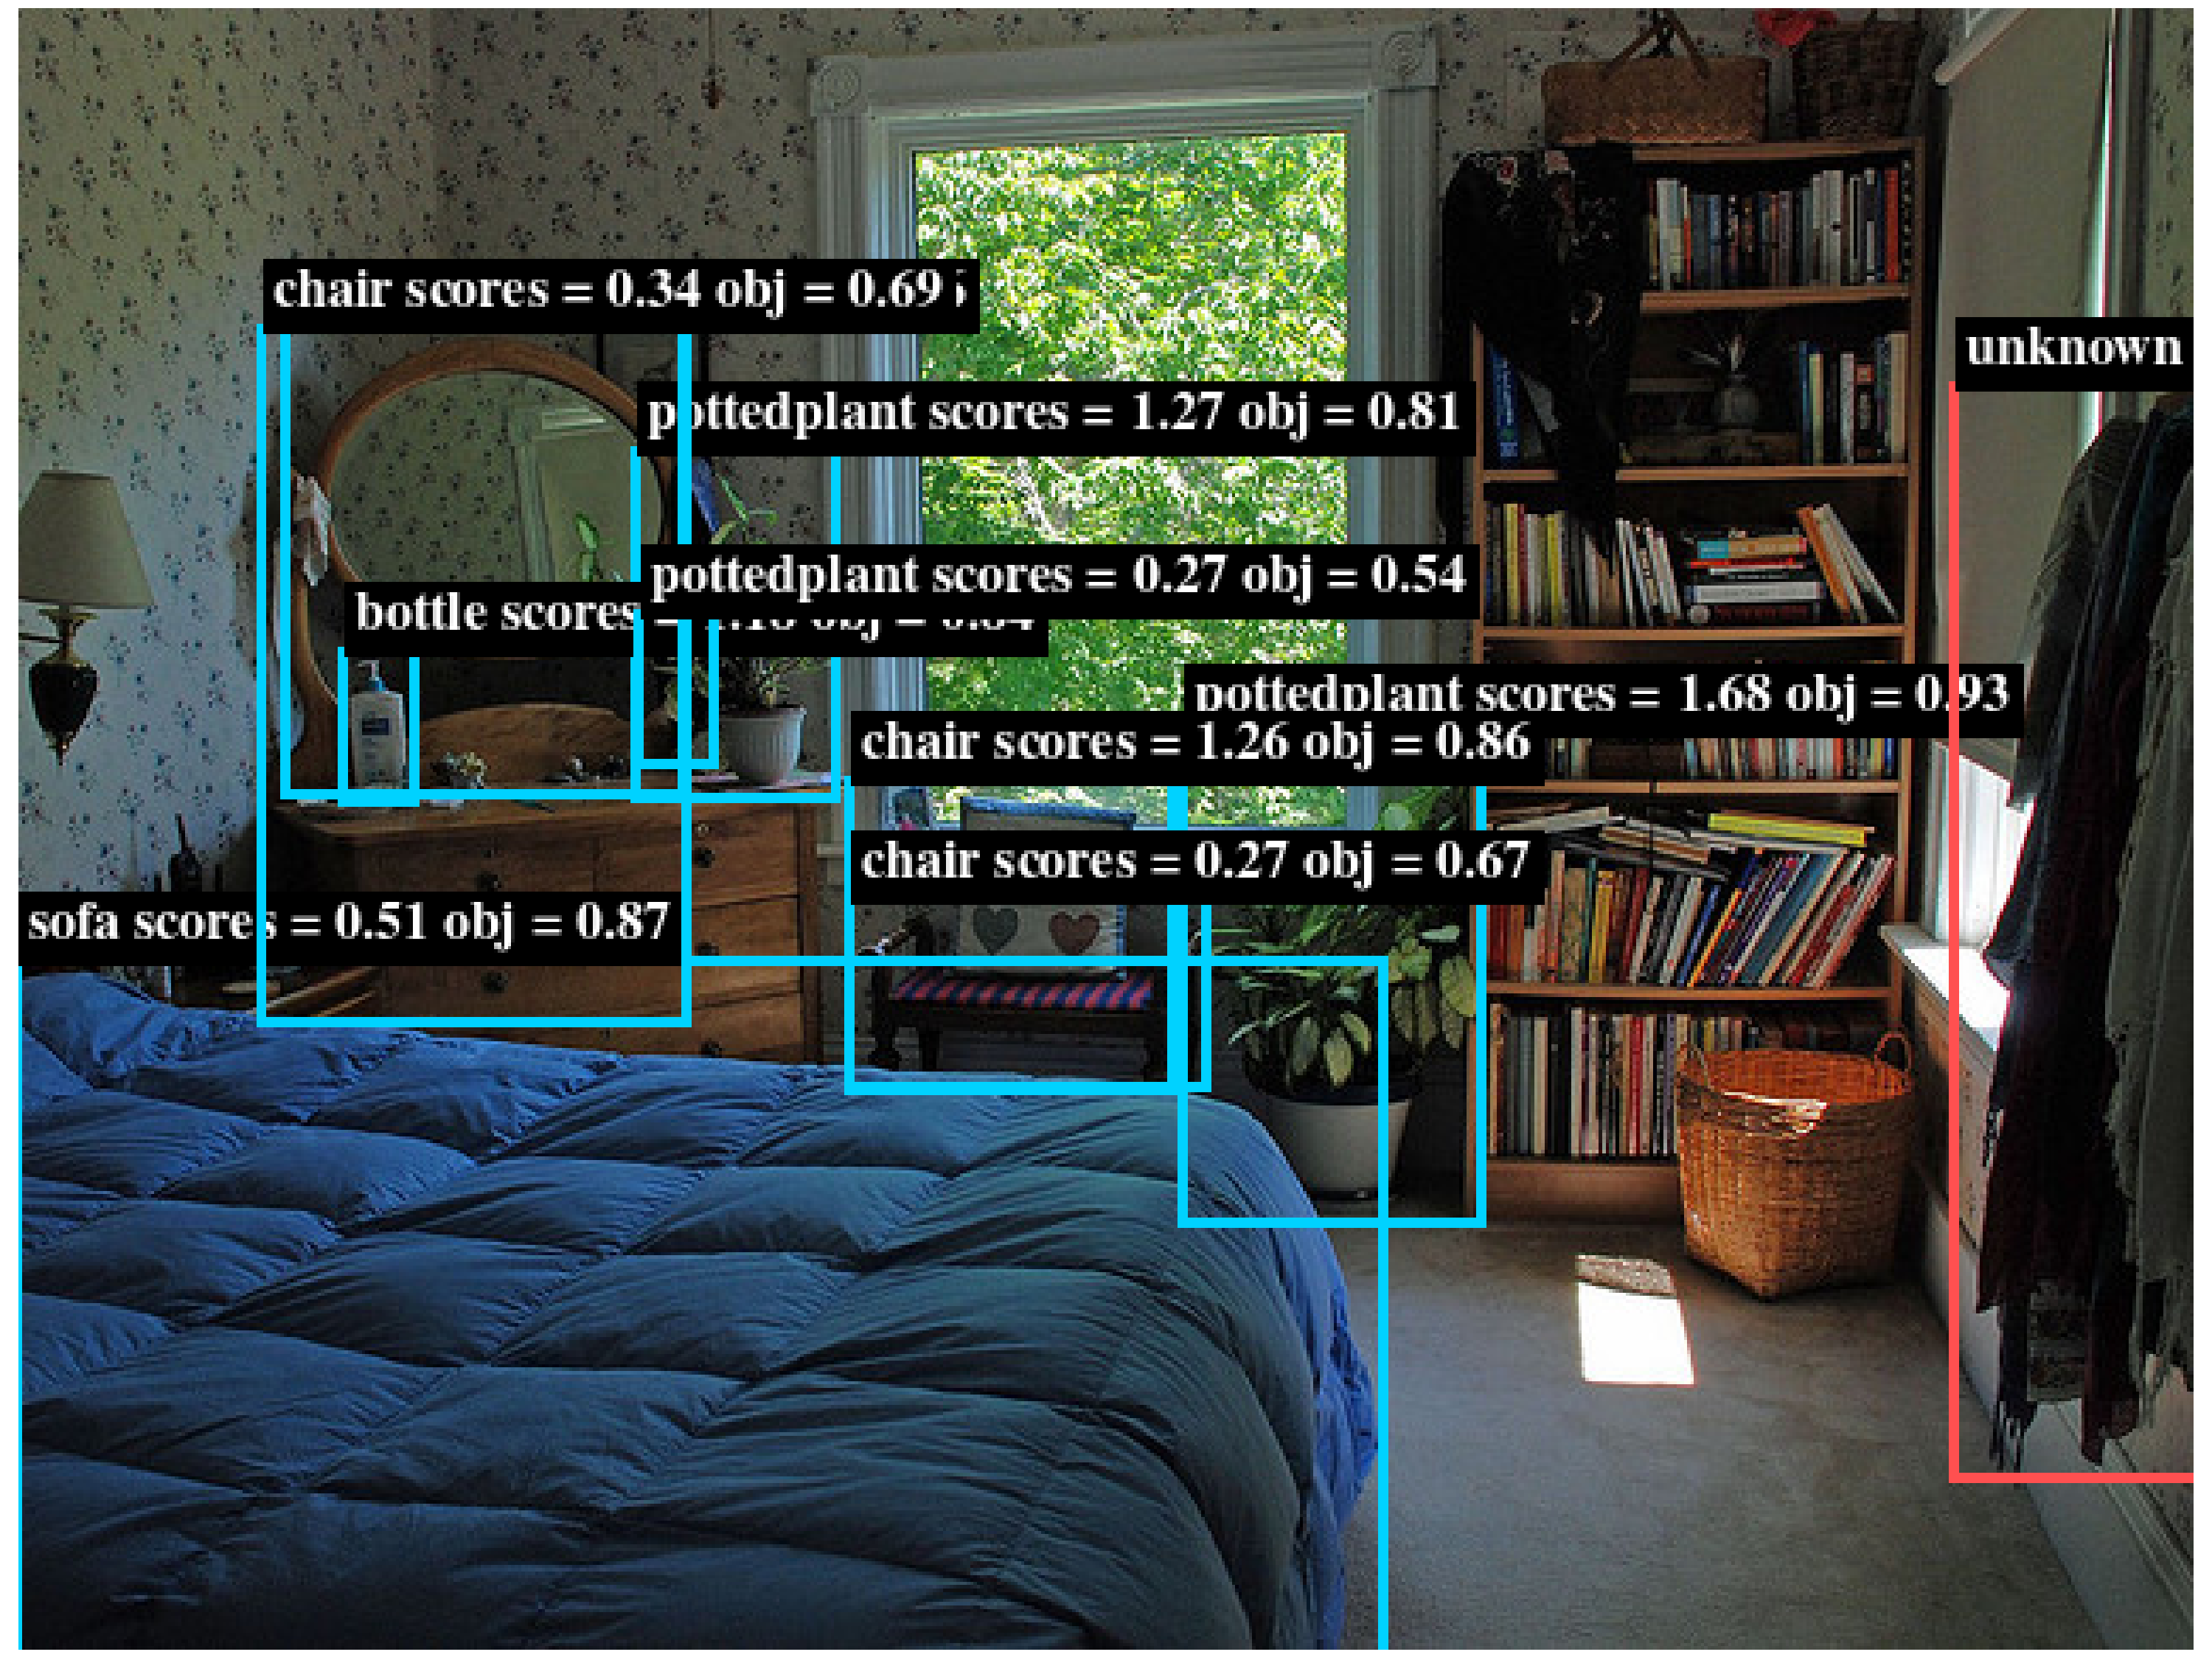 chair scores = 0.34 obj = 0.69
unknown
pottedplant scores = 1.27 obj = 0.81
pottedplant scores = 0.27 obj = 0.54
bottle scores
pottedplant scores = 1.68 obj = 0.93
chair scores = 1.26 obj = 0.86
chair scores = 0.27 obj = 0.67
sofa scores = 0.51 obj = 0.87